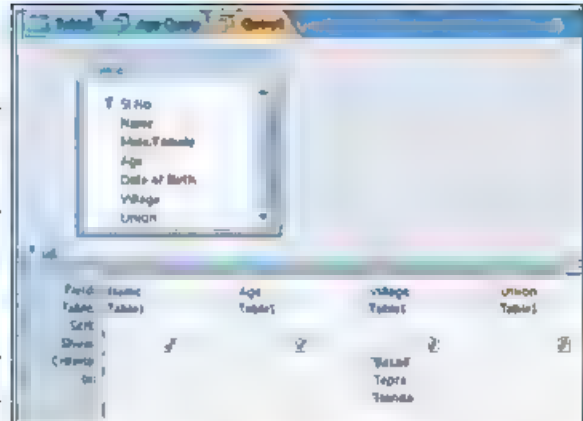 Table1 Age Query Query1
Sl No
Name
Male/Female
Age
Date of Birth
Village
Union
Field: Name Age Village Union
Table: Table1 Table1 Table1 Table1
Sort:
Show:
Criteria:
or: Tepra